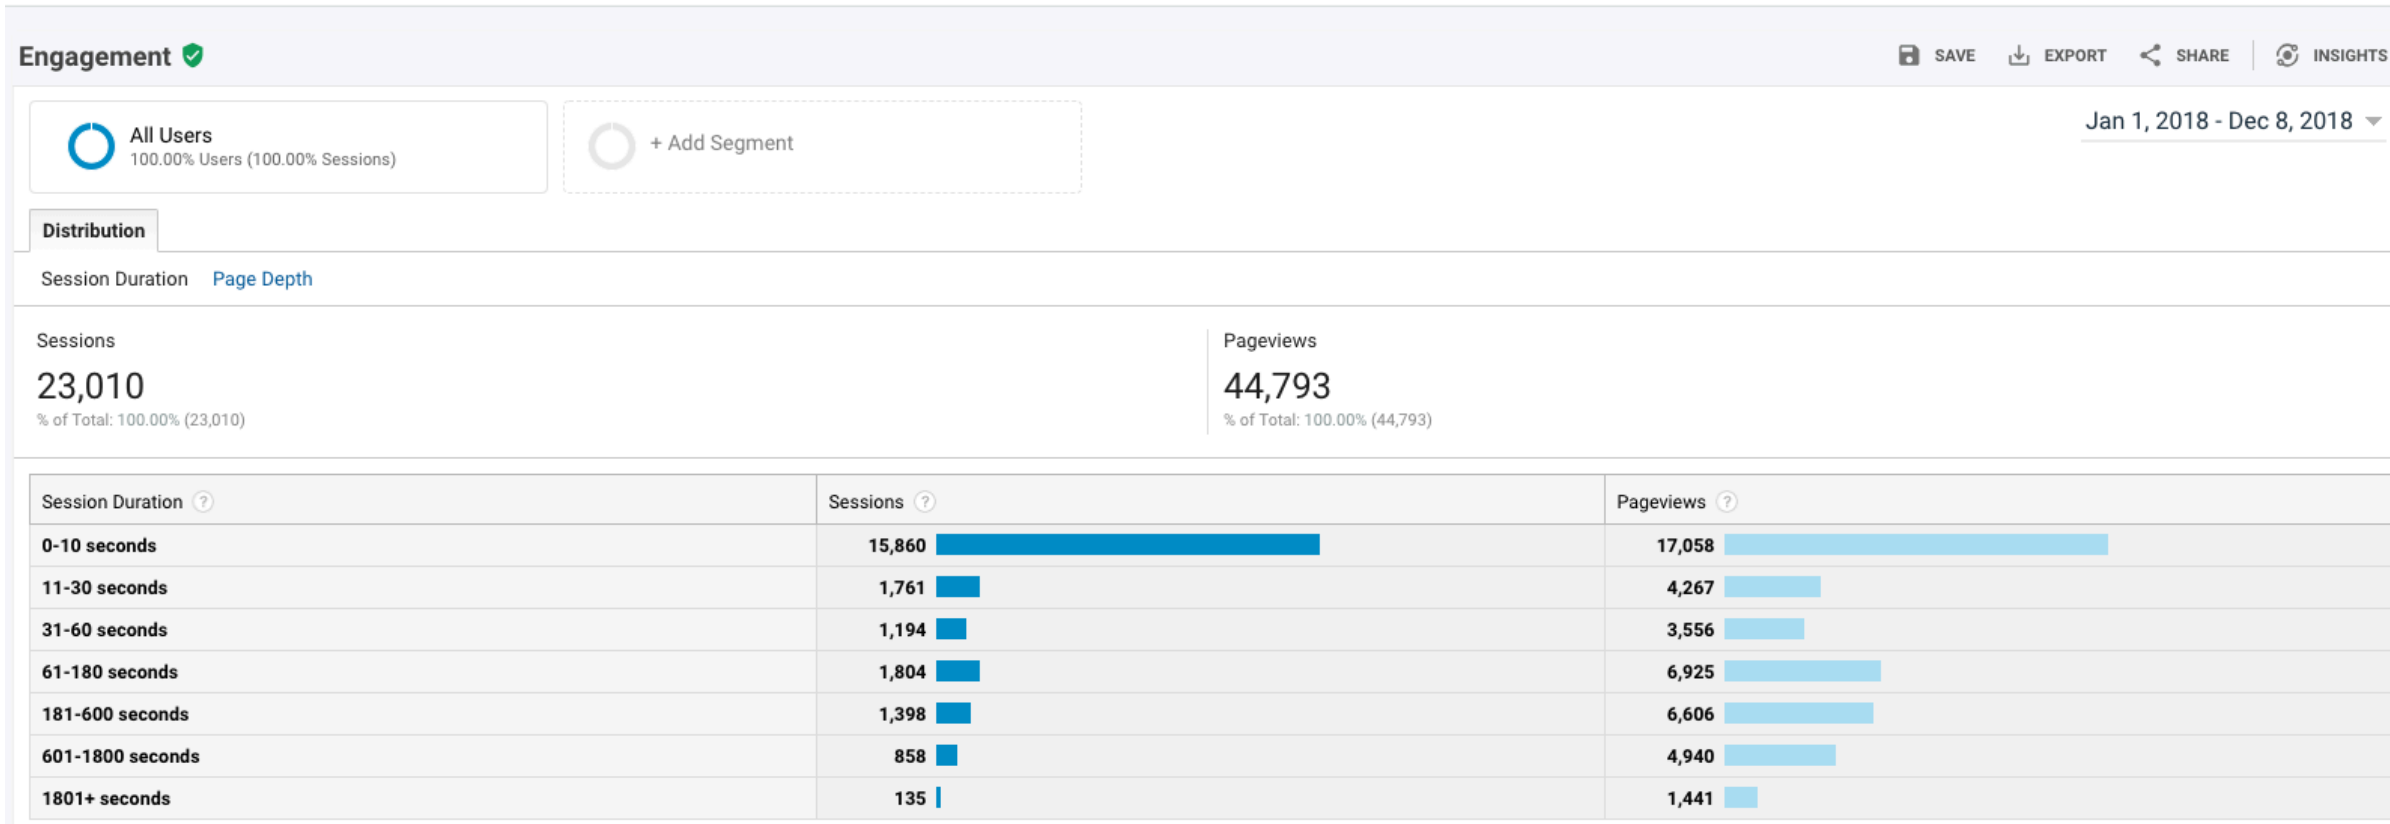 Engagement
SAVE EXPORT SHARE INSIGHTS
All Users
100.00% Users (100.00% Sessions)
+ Add Segment
Jan 1, 2018 - Dec 8, 2018
Distribution
Session Duration Page Depth
Sessions Pageviews
23,010 44,793
% of Total: 100.00% (23,010) % of Total: 100.00% (44,793)
Session Duration ? Sessions ? Pageviews ?
0-10 seconds 15,860 17,058
11-30 seconds 1,761 4,267
31-60 seconds 1,194 3,556
61-180 seconds 1,804 6,925
181-600 seconds 1,398 6,606
601-1800 seconds 858 4,940
1801+ seconds 135 1,441